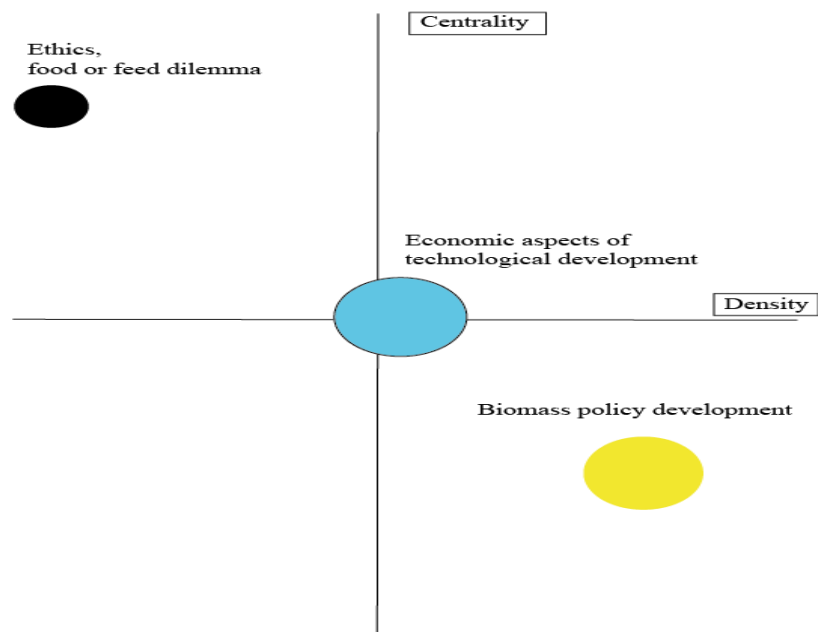 Centrality
Ethics,
food or feed dilemma
Economic aspects of
technological development
Density
Biomass policy development